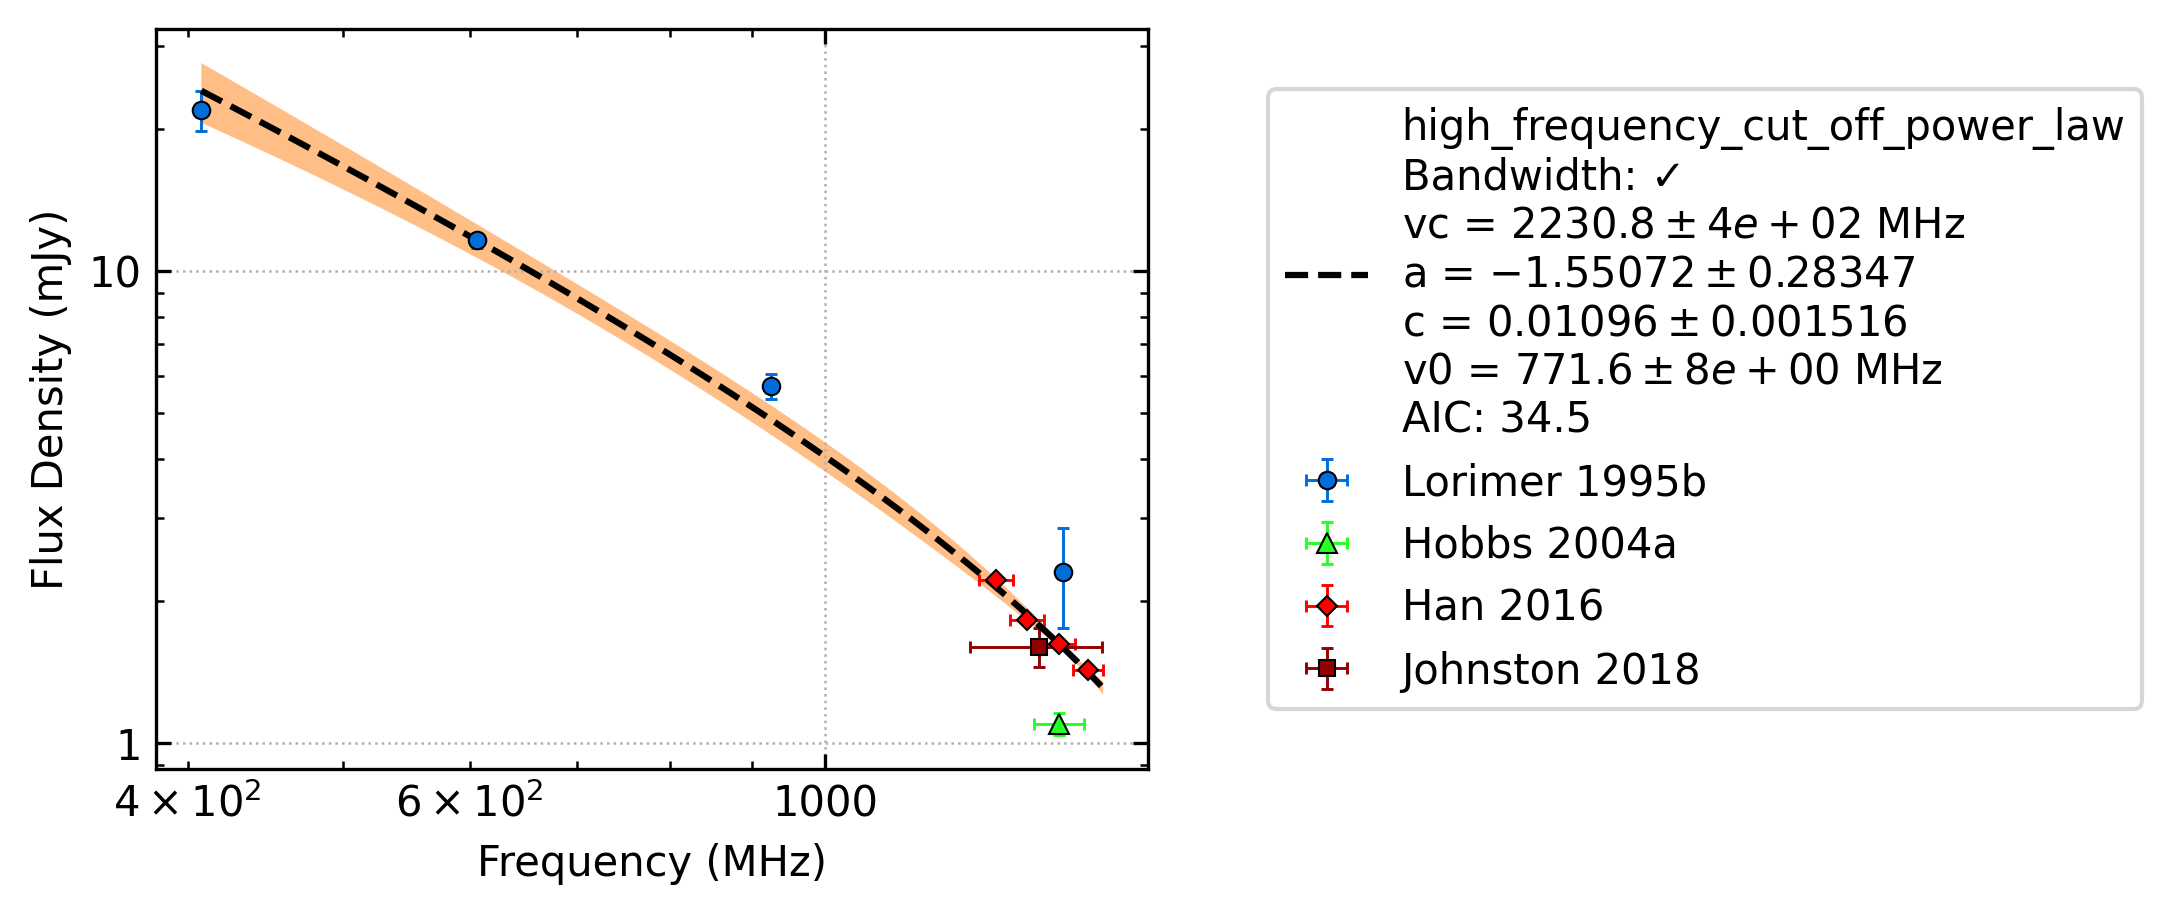 Flux Density (mJy)
10
1
4 × 10²
6 × 10²
1000
Frequency (MHz)
high_frequency_cut_off_power_law
Bandwidth: ✓
vc = 2230.8 ± 4e + 02 MHz
a = −1.55072 ± 0.28347
c = 0.01096 ± 0.001516
v0 = 771.6 ± 8e + 00 MHz
AIC: 34.5
Lorimer 1995b
Hobbs 2004a
Han 2016
Johnston 2018